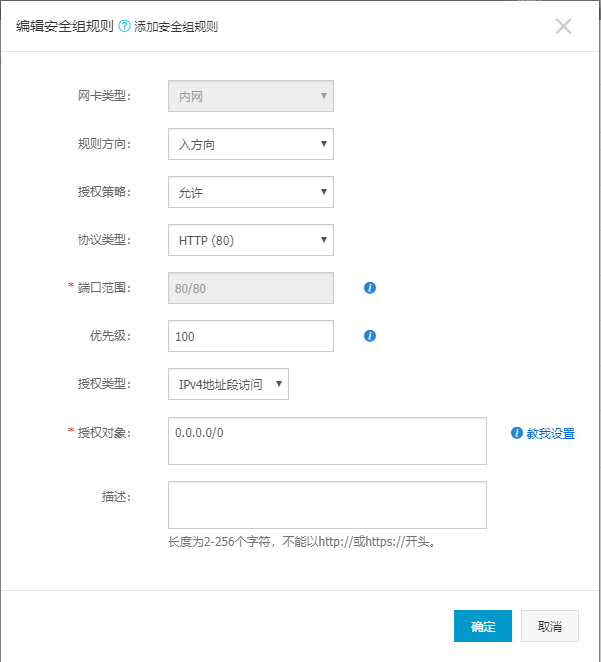 编辑安全组规则 ? 添加安全组规则
网卡类型: 内网
规则方向: 入方向
授权策略: 允许
协议类型: HTTP (80)
* 端口范围: 80/80
优先级: 100
授权类型: IPv4地址段访问
* 授权对象: 0.0.0.0/0 i 教我设置
描述:
长度为2-256个字符，不能以http://或https://开头。
确定 取消